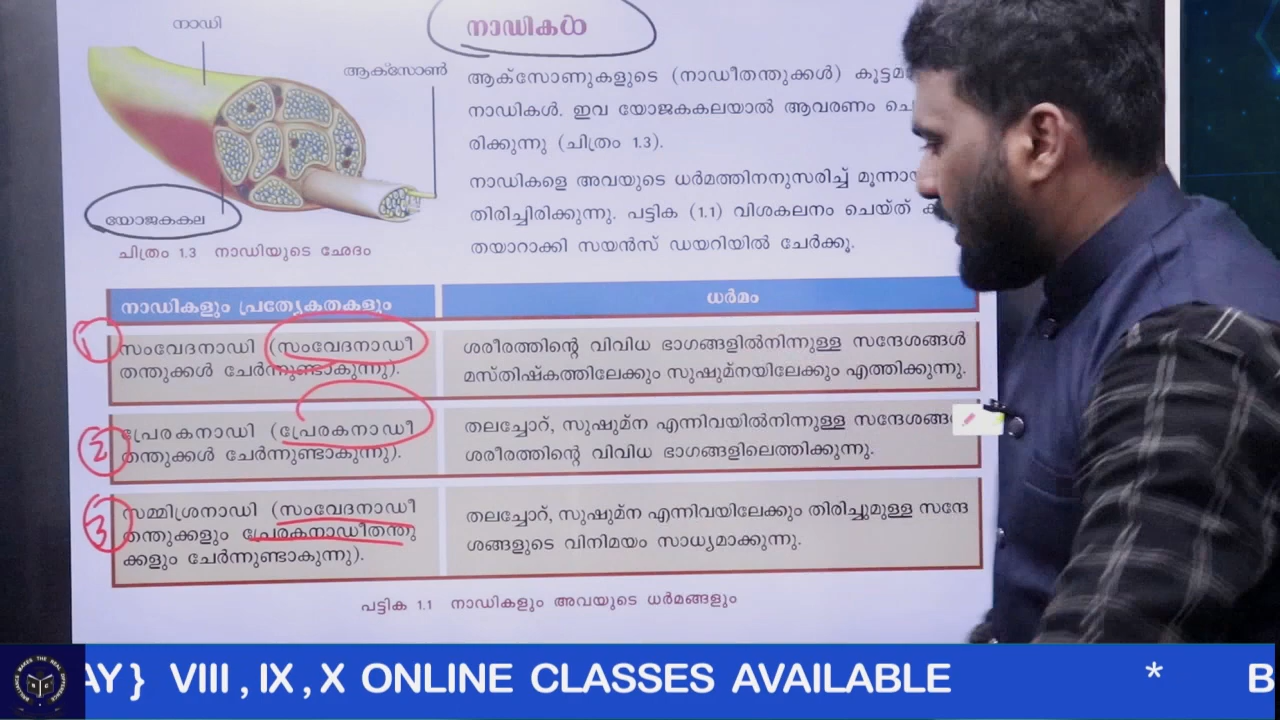 നാഡി
ആക്സോൺ
യോജകകല
ചിത്രം 1.3 നാഡിയുടെ ഛേദം
നാഡികൾ
ആക്സോണുകളുടെ (നാഡീതന്തുക്കൾ)
നാഡികൾ. ഇവ യോജകകലയാൽ ആവരണം
രിക്കുന്നു (ചിത്രം 1.3).
നാഡികളെ അവയുടെ ധർമത്തിനനുസരിച്ച്
തിരിച്ചിരിക്കുന്നു. പട്ടിക (1.1) വിശകലനം ചെയ്ത്
തയാറാക്കി സയൻസ് ഡയറിയിൽ ചേർക്കൂ.
നാഡികളും പ്രത്യേകതകളും
ധർമം
1
സംവേദനാഡി (സംവേദനാഡീ
തന്തുക്കൾ ചേർന്നുണ്ടാകുന്നു).
ശരീരത്തിന്റെ വിവിധ ഭാഗങ്ങളിൽനിന്നുള്ള സന്ദേശങ്ങൾ
മസ്തിഷ്കത്തിലേക്കും സുഷുമ്നയിലേക്കും എത്തിക്കുന്നു.
2
പ്രേരകനാഡി (പ്രേരകനാഡീ
തന്തുക്കൾ ചേർന്നുണ്ടാകുന്നു).
തലച്ചോറ്, സുഷുമ്ന എന്നിവയിൽനിന്നുള്ള
ശരീരത്തിന്റെ വിവിധ ഭാഗങ്ങളിലെത്തിക്കുന്നു.
3
സമ്മിശ്രനാഡി (സംവേദനാഡീ
തന്തുക്കളും പ്രേരകനാഡീതന്തു
ക്കളും ചേർന്നുണ്ടാകുന്നു).
തലച്ചോറ്, സുഷുമ്ന എന്നിവയിലേക്കും തിരിച്ചുമുള്ള സന്ദേ
ശങ്ങളുടെ വിനിമയം സാധ്യമാക്കുന്നു.
പട്ടിക 1.1 നാഡികളും അവയുടെ ധർമങ്ങളും
AY } VIII , IX , X ONLINE CLASSES AVAILABLE * B